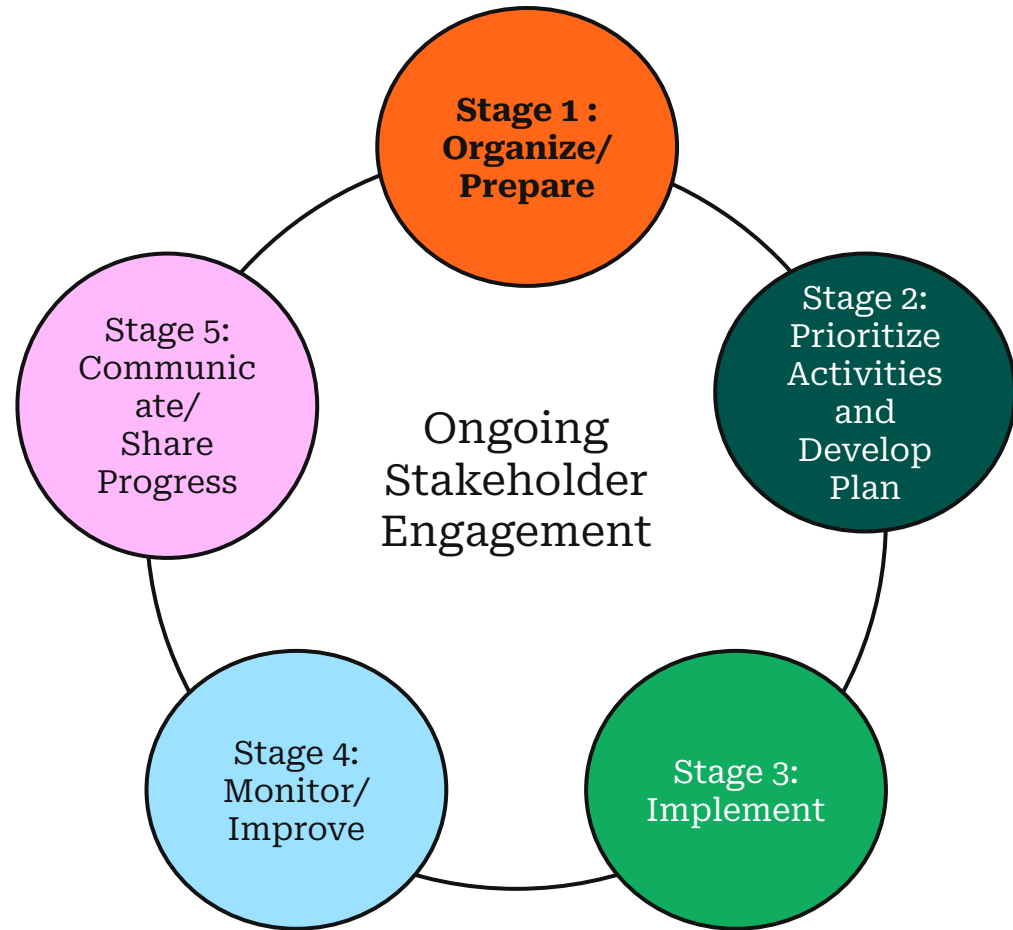 Stage 1 :
Organize/
Prepare
Stage 2:
Prioritize
Activities
and
Develop
Plan
Stage 3:
Implement
Stage 4:
Monitor/
Improve
Stage 5:
Communic
ate/
Share
Progress
Ongoing
Stakeholder
Engagement